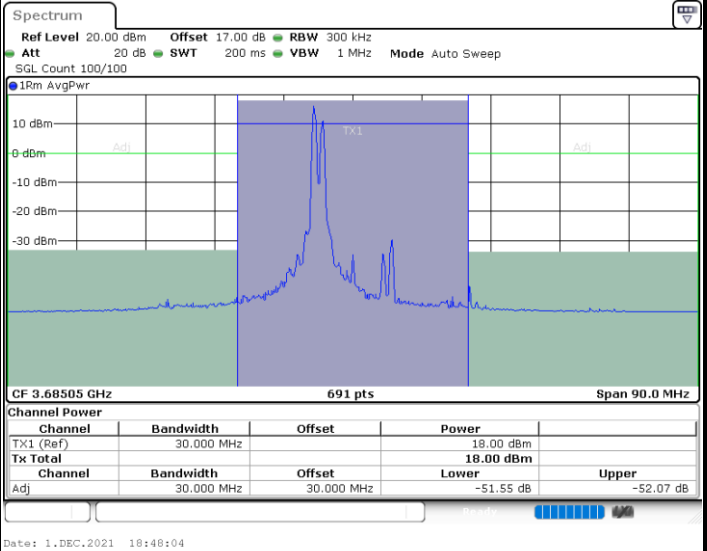 Spectrum
Ref Level 20.00 dBm Offset 17.00 dB RBW 300 kHz
Att 20 dB SWT 200 ms VBW 1 MHz Mode Auto Sweep
SGL Count 100/100
1Rm AvgPwr
10 dBm
TX1
Adj Adj
0 dBm
-10 dBm
-20 dBm
-30 dBm
CF 3.68505 GHz 691 pts Span 90.0 MHz
Channel Power
Channel Bandwidth Offset Power
TX1 (Ref) 30.000 MHz 18.00 dBm
Tx Total 18.00 dBm
Channel Bandwidth Offset Lower Upper
Adj 30.000 MHz 30.000 MHz -51.55 dB -52.07 dB
Ready
Date: 1.DEC.2021 18:48:04